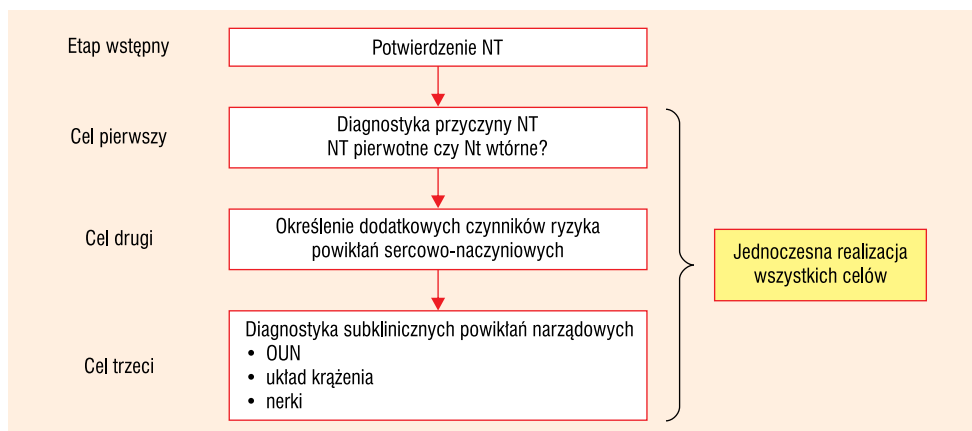 Etap wstępny
Potwierdzenie NT
Cel pierwszy
Diagnostyka przyczyny NT
NT pierwotne czy Nt wtórne?
Cel drugi
Określenie dodatkowych czynników ryzyka
powikłań sercowo-naczyniowych
Cel trzeci
Diagnostyka subklinicznych powikłań narządowych
• OUN
• układ krążenia
• nerki
Jednoczesna realizacja
wszystkich celów